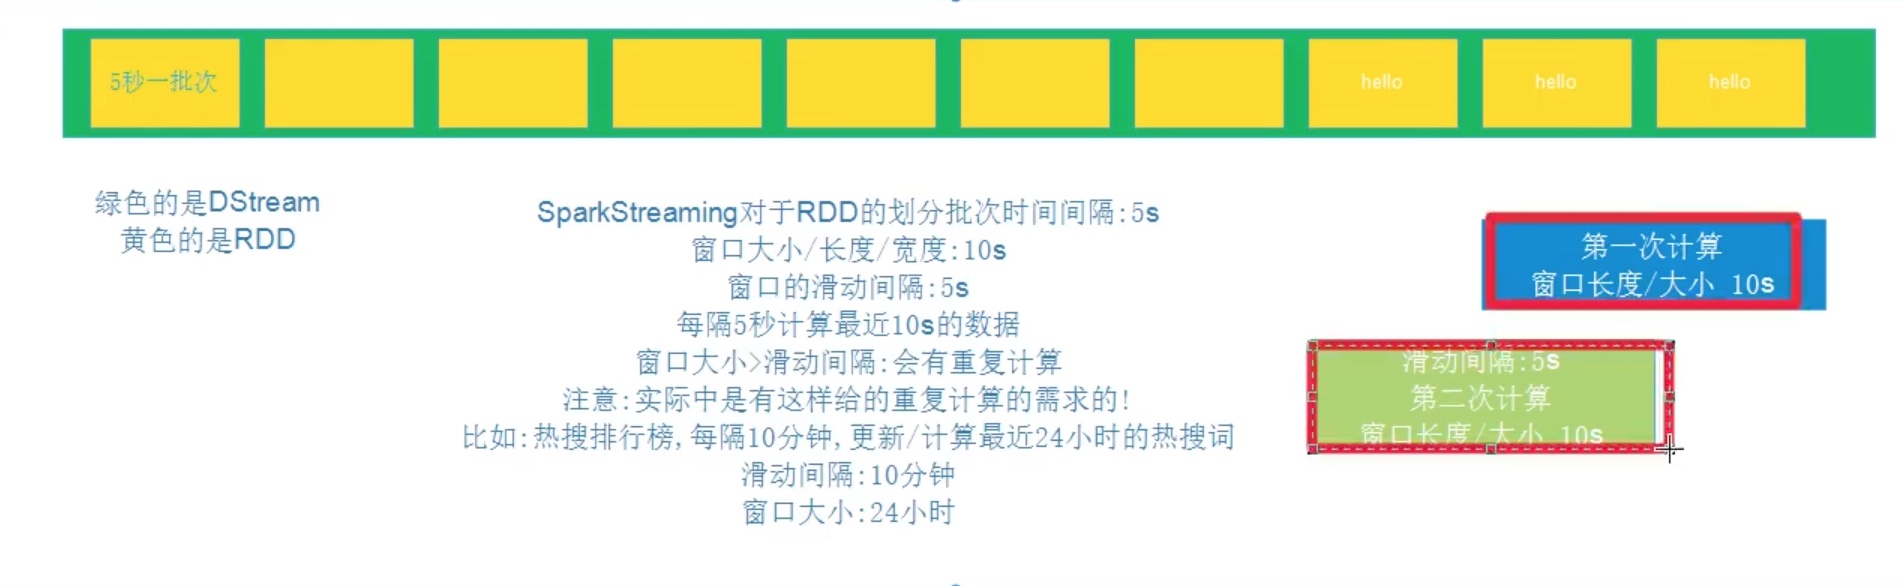 5秒一批次
hello
hello
hello
绿色的是DStream
黄色的是RDD
SparkStreaming对于RDD的划分批次时间间隔:5s
窗口大小/长度/宽度:10s
窗口的滑动间隔:5s
每隔5秒计算最近10s的数据
窗口大小>滑动间隔:会有重复计算
注意:实际中是有这样给的重复计算的需求的!
比如:热搜排行榜,每隔10分钟,更新/计算最近24小时的热搜词
滑动间隔:10分钟
窗口大小:24小时
第一次计算
窗口长度/大小 10s
滑动间隔:5s
第二次计算
窗口长度/大小 10s